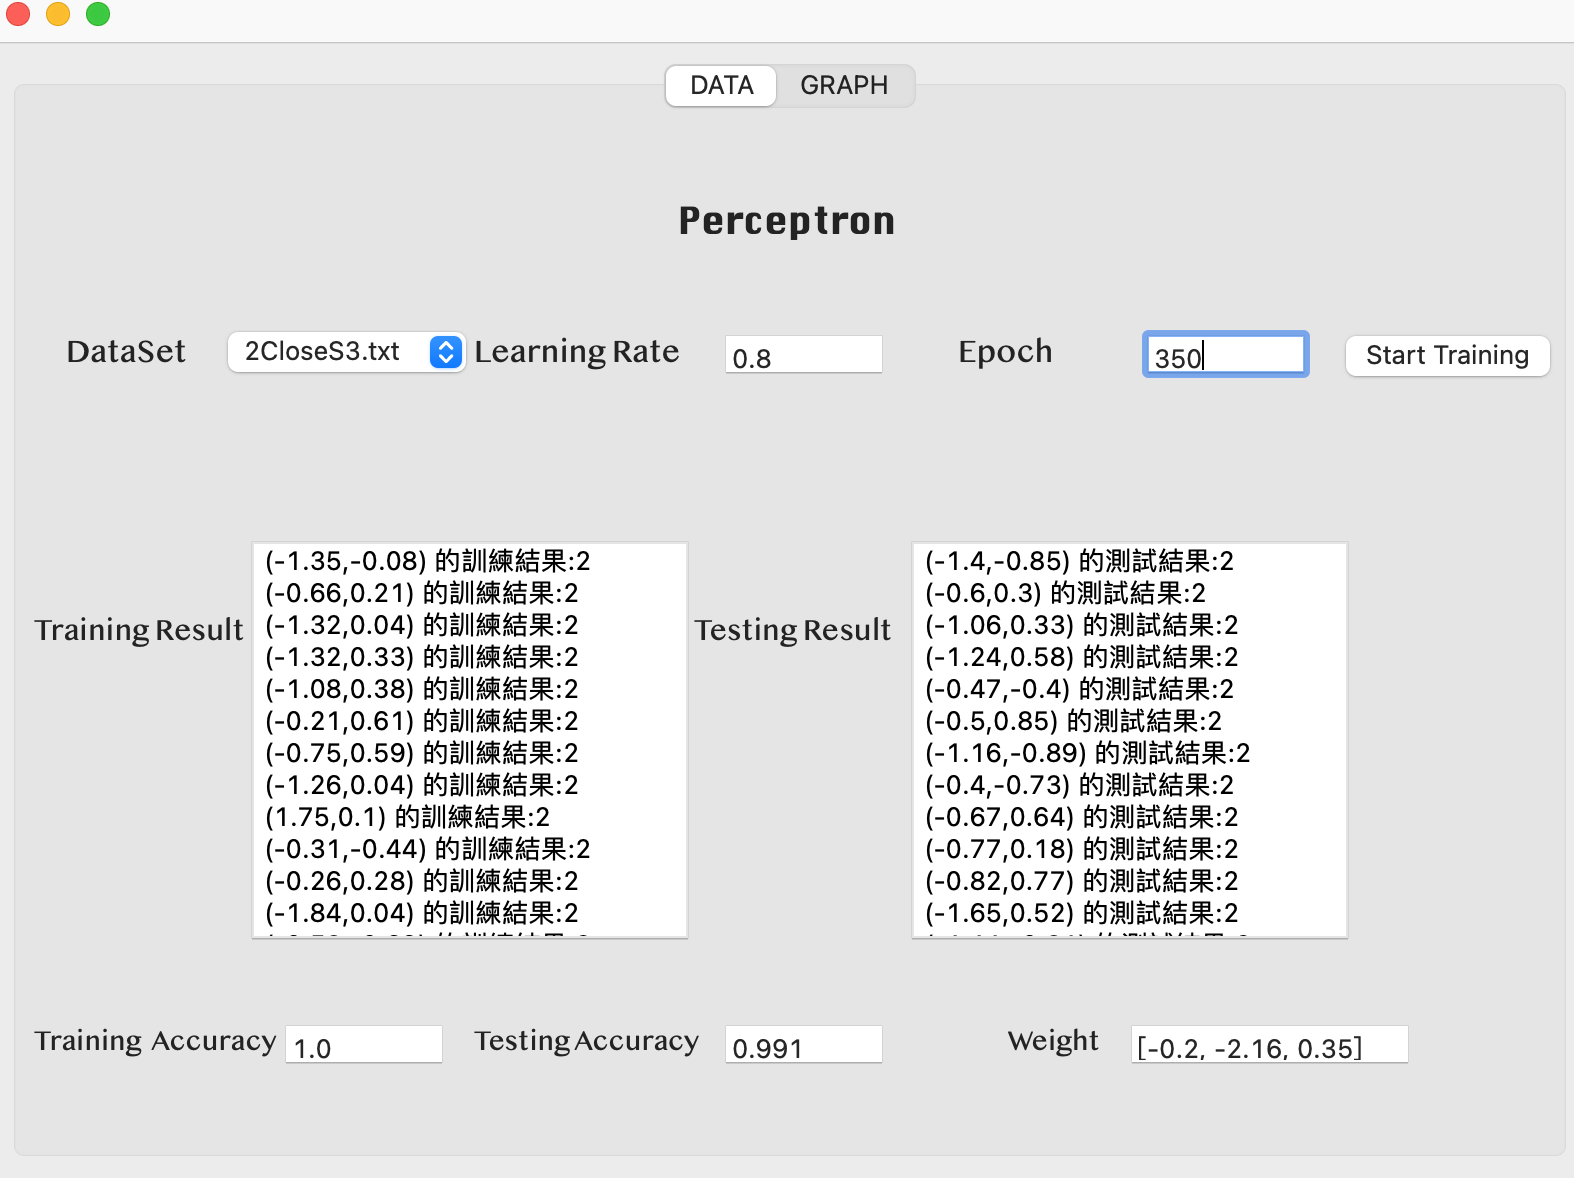 DATA GRAPH
Perceptron
DataSet 2CloseS3.txt Learning Rate 0.8 Epoch 350 Start Training
Training Result
(-1.35,-0.08) 的訓練結果:2
(-0.66,0.21) 的訓練結果:2
(-1.32,0.04) 的訓練結果:2
(-1.32,0.33) 的訓練結果:2
(-1.08,0.38) 的訓練結果:2
(-0.21,0.61) 的訓練結果:2
(-0.75,0.59) 的訓練結果:2
(-1.26,0.04) 的訓練結果:2
(1.75,0.1) 的訓練結果:2
(-0.31,-0.44) 的訓練結果:2
(-0.26,0.28) 的訓練結果:2
(-1.84,0.04) 的訓練結果:2
Testing Result
(-1.4,-0.85) 的測試結果:2
(-0.6,0.3) 的測試結果:2
(-1.06,0.33) 的測試結果:2
(-1.24,0.58) 的測試結果:2
(-0.47,-0.4) 的測試結果:2
(-0.5,0.85) 的測試結果:2
(-1.16,-0.89) 的測試結果:2
(-0.4,-0.73) 的測試結果:2
(-0.67,0.64) 的測試結果:2
(-0.77,0.18) 的測試結果:2
(-0.82,0.77) 的測試結果:2
(-1.65,0.52) 的測試結果:2
Training Accuracy 1.0 Testing Accuracy 0.991 Weight [-0.2, -2.16, 0.35]